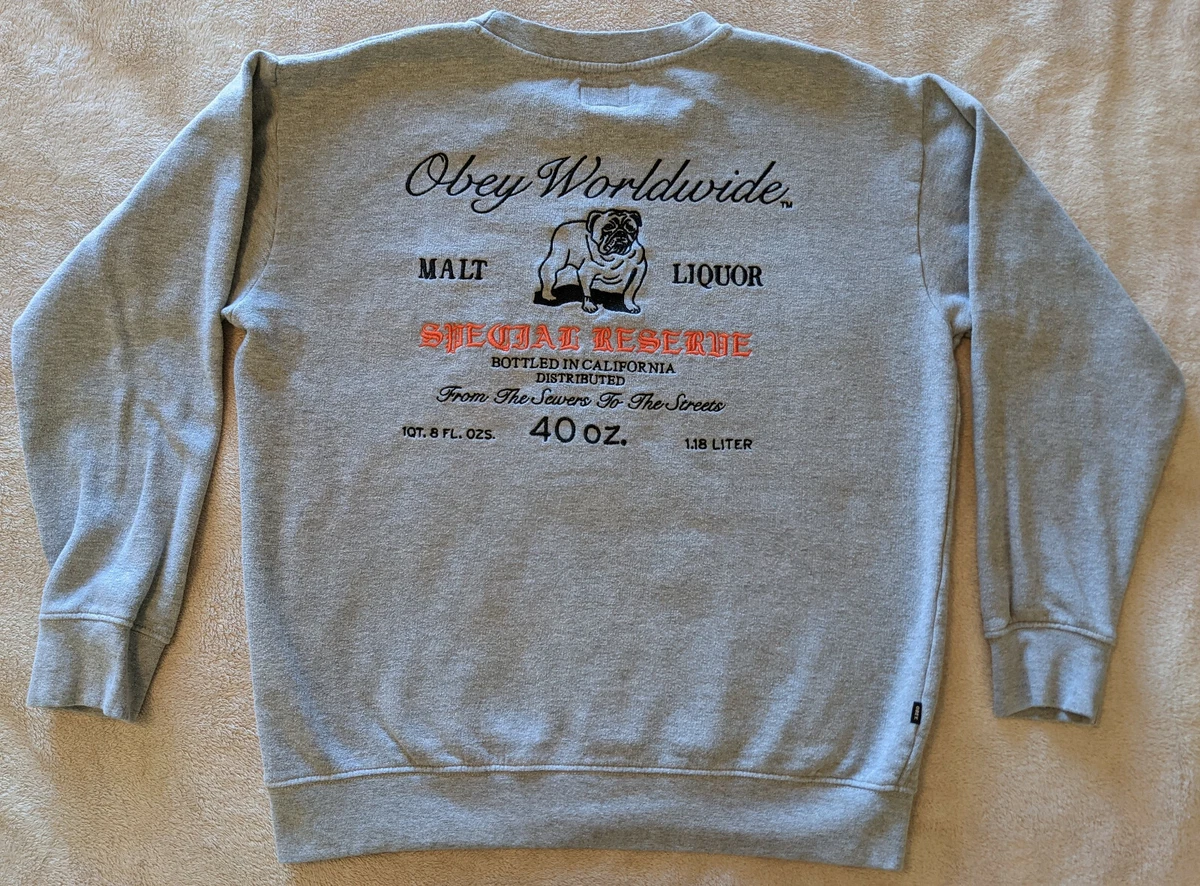 Obey Worldwide™
MALT LIQUOR
SPECIAL RESERVE
BOTTLED IN CALIFORNIA
DISTRIBUTED
From The Sewers To The Streets
1QT. 8 FL. OZS. 40 OZ. 1.18 LITER
OBEY